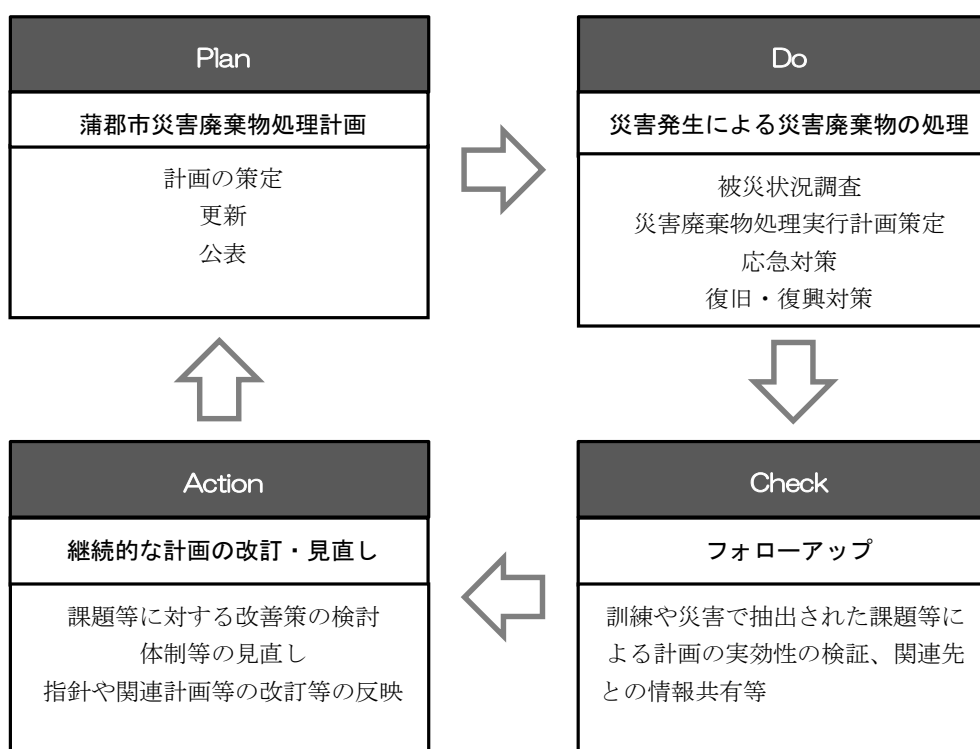 Plan
蒲郡市災害廃棄物処理計画
計画の策定
更新
公表
Do
災害発生による災害廃棄物の処理
被災状況調査
災害廃棄物処理実行計画策定
応急対策
復旧・復興対策
Check
フォローアップ
訓練や災害で抽出された課題等に
よる計画の実効性の検証、関連先
との情報共有等
Action
継続的な計画の改訂・見直し
課題等に対する改善策の検討
体制等の見直し
指針や関連計画等の改訂等の反映